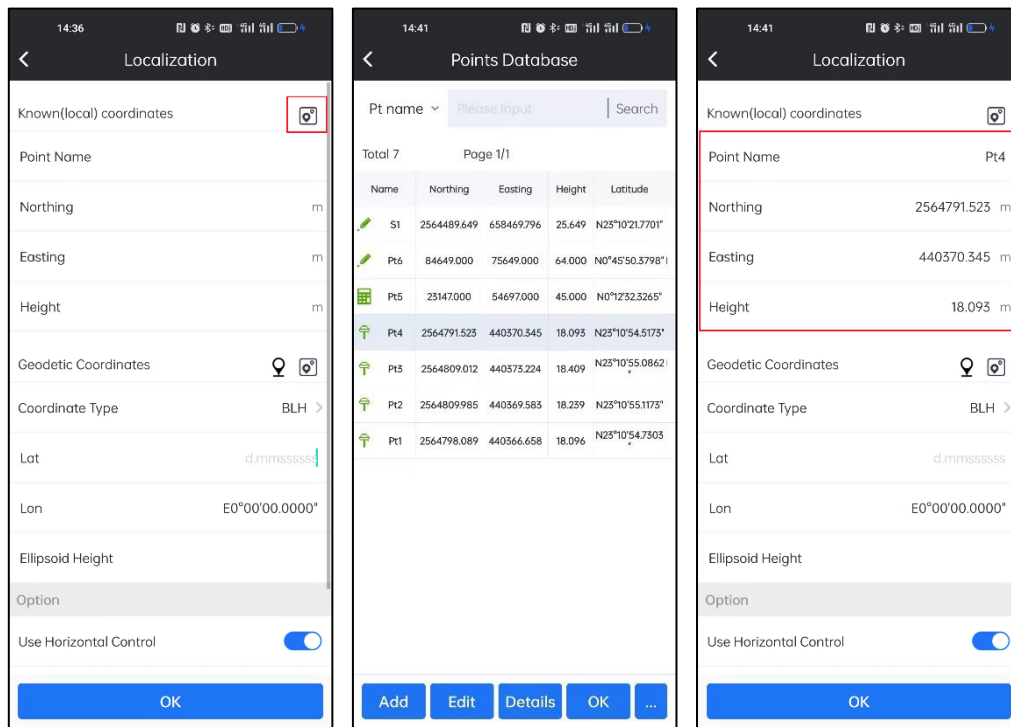 14:36
Localization
Known(local) coordinates
Point Name
Northing m
Easting m
Height m
Geodetic Coordinates
Coordinate Type BLH >
Lat d.mmssssss
Lon E0°00'00.0000"
Ellipsoid Height
Option
Use Horizontal Control
OK
14:41
Points Database
Pt name Please Input Search
Total 7 Page 1/1
Name Northing Easting Height Latitude
S1 2564489.649 658469.796 25.649 N23°10'21.7701"
Pt6 84649.000 75649.000 64.000 N0°45'50.3798"
Pt5 23147.000 54697.000 45.000 N0°12'32.3265"
Pt4 2564791.523 440370.345 18.093 N23°10'54.5173"
Pt3 2564809.012 440373.224 18.409 N23°10'55.0862"
Pt2 2564809.985 440369.583 18.239 N23°10'55.1173"
Pt1 2564798.089 440366.658 18.096 N23°10'54.7303"
Add Edit Details OK ...
14:41
Localization
Known(local) coordinates
Point Name Pt4
Northing 2564791.523 m
Easting 440370.345 m
Height 18.093 m
Geodetic Coordinates
Coordinate Type BLH >
Lat d.mmssssss
Lon E0°00'00.0000"
Ellipsoid Height
Option
Use Horizontal Control
OK